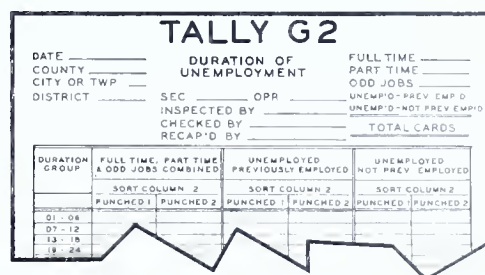 TALLY G2
DURATION OF
UNEMPLOYMENT
DATE
COUNTY
CITY OR TWP
DISTRICT
SEC OPR
INSPECTED BY
CHECKED BY
RECAP'D BY
FULL TIME
PART TIME
ODD JOBS
UNEMP'D-PREV EMP'D
UNEMP'D-NOT PREV EMP'D
TOTAL CARDS
DURATION
GROUP
FULL TIME, PART TIME
& ODD JOBS COMBINED
UNEMPLOYED
PREVIOUSLY EMPLOYED
UNEMPLOYED
NOT PREV EMPLOYED
SORT COLUMN 2 SORT COLUMN 2 SORT COLUMN 2
PUNCHED 1 PUNCHED 2 PUNCHED 1 PUNCHED 2 PUNCHED 1 PUNCHED 2
01 - 06
07 - 12
13 - 18
19 - 24